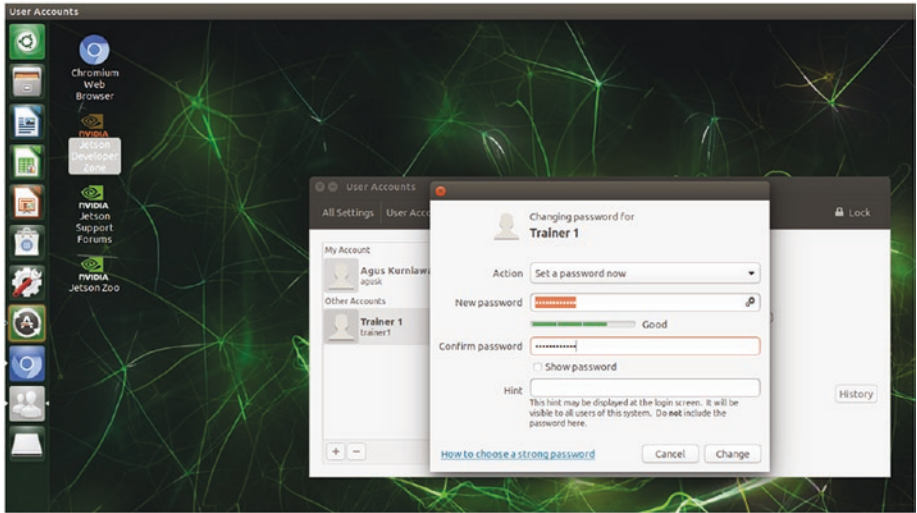 User Accounts
Chromium
Web
Browser
NVIDIA
Jetson
Developer
Zone
NVIDIA
Jetson
Support
Forums
NVIDIA
Jetson Zoo
User Accounts
All Settings User Acc
Lock
My Account
Agus Kurniaw
agusk
Other Accounts
Trainer 1
trainer1
History
+ −
Changing password for
Trainer 1
Action Set a password now
New password ••••••••••••
Good
Confirm password ••••••••••••
Show password
Hint
This hint may be displayed at the login screen. It will be
visible to all users of this system. Do not include the
password here.
How to choose a strong password Cancel Change